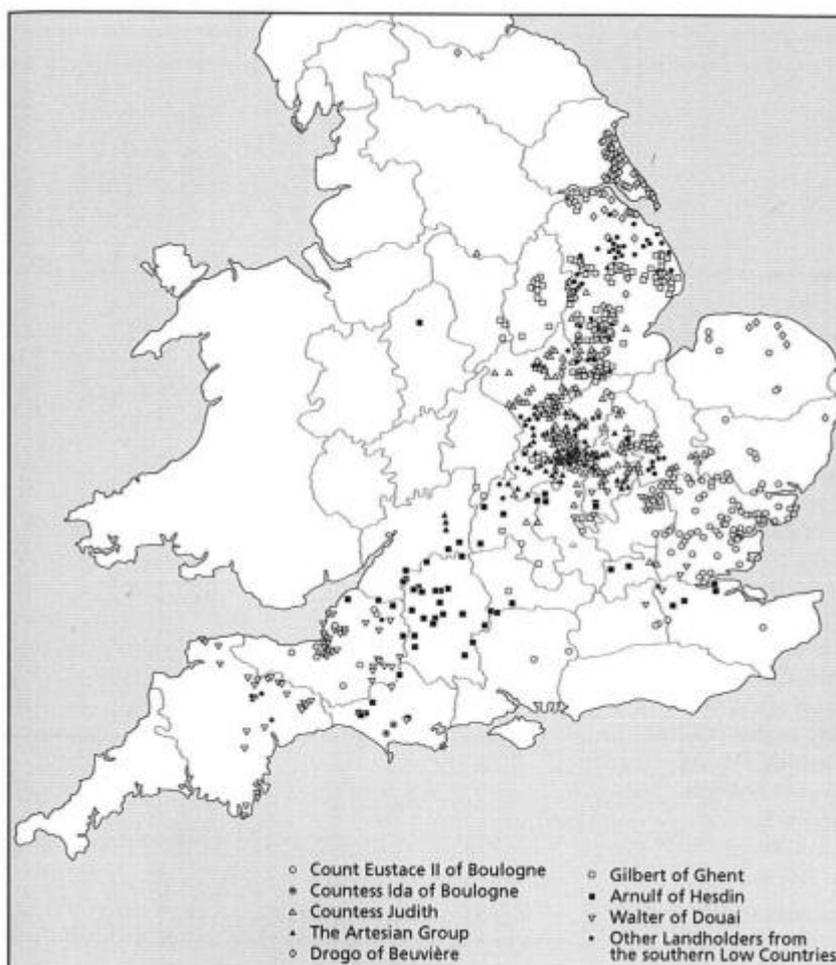 Count Eustace II of Boulogne
Countess Ida of Boulogne
Countess Judith
The Artesian Group
Drogo of Beuvière
Gilbert of Ghent
Arnulf of Hesdin
Walter of Douai
Other Landholders from
the southern Low Countries